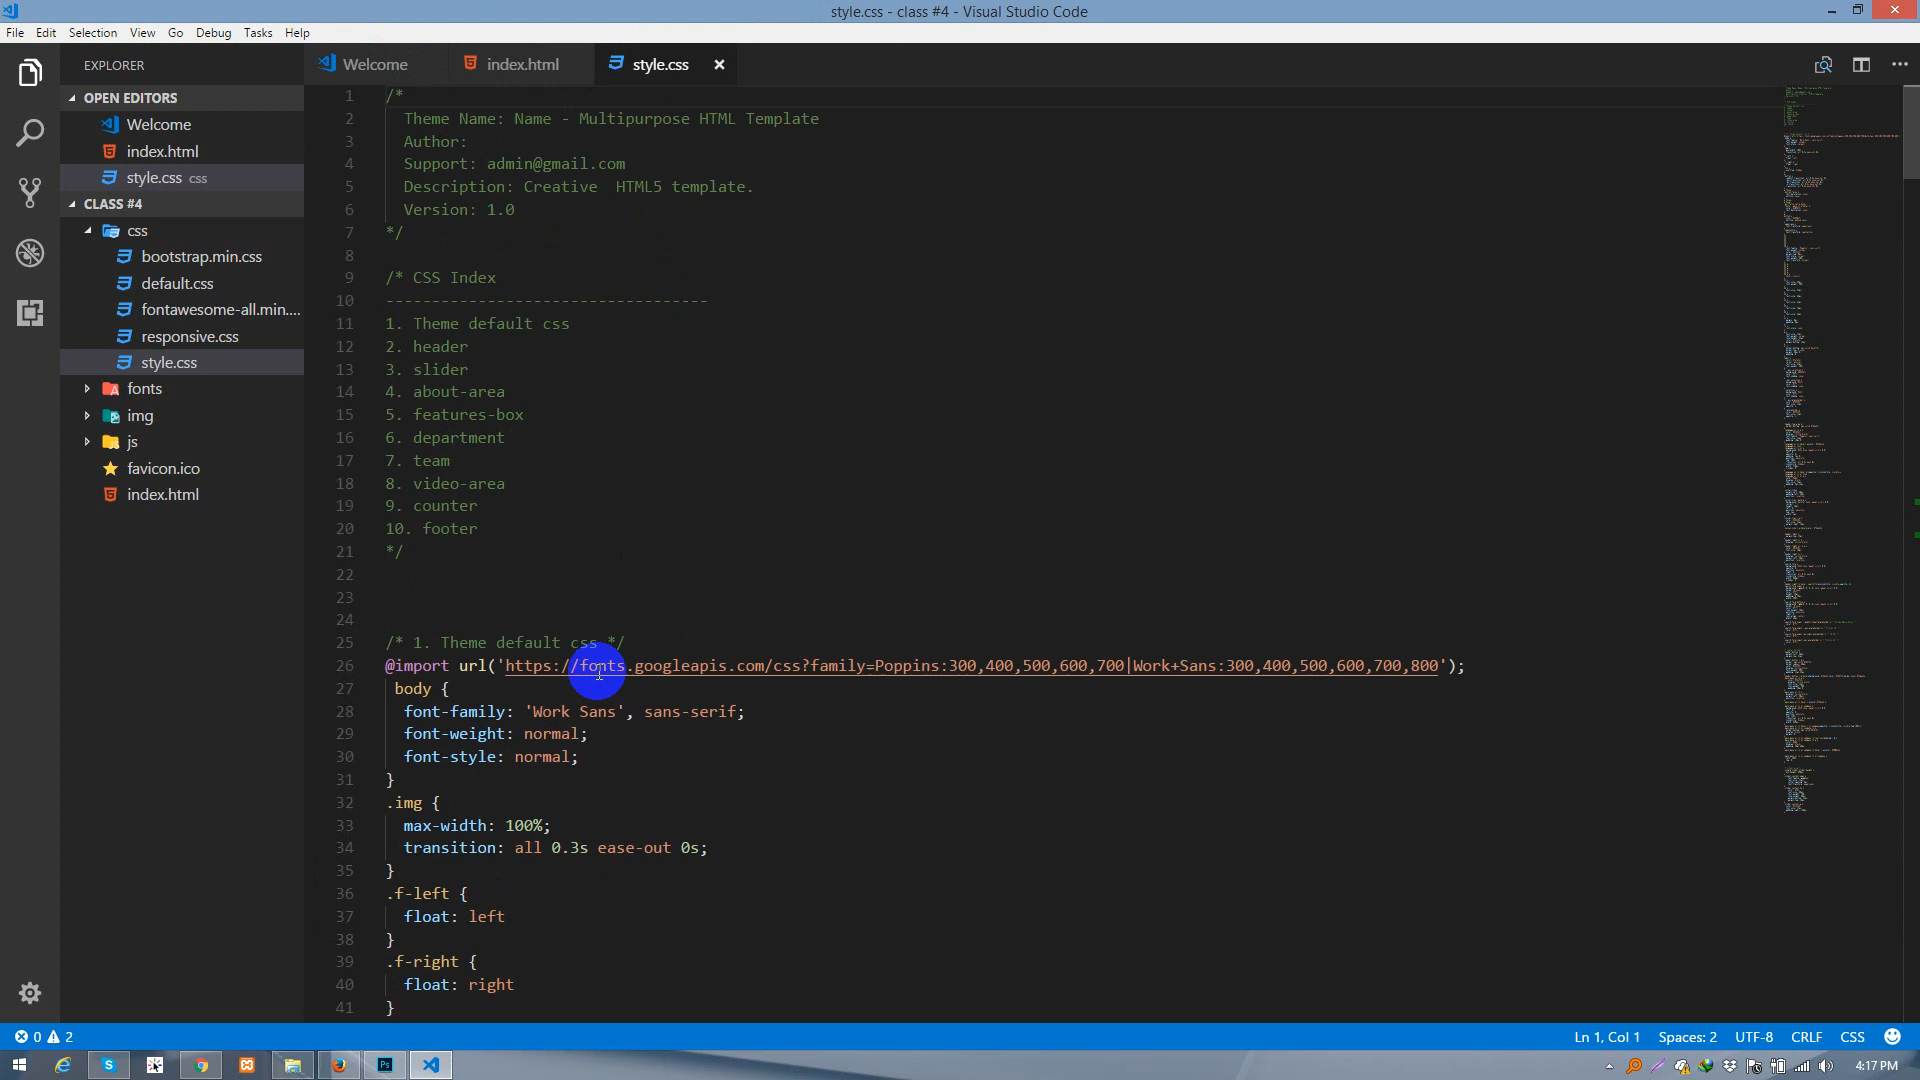 style.css - class #4 - Visual Studio Code
File Edit Selection View Go Debug Tasks Help
EXPLORER
OPEN EDITORS
Welcome
index.html
style.css css
CLASS #4
css
bootstrap.min.css
default.css
fontawesome-all.min....
responsive.css
style.css
fonts
img
js
favicon.ico
index.html
Welcome index.html style.css
1 /*
2 Theme Name: Name - Multipurpose HTML Template
3 Author:
4 Support: admin@gmail.com
5 Description: Creative  HTML5 template.
6 Version: 1.0
7 */
8
9 /* CSS Index
10 -----------------------------------
11 1. Theme default css
12 2. header
13 3. slider
14 4. about-area
15 5. features-box
16 6. department
17 7. team
18 8. video-area
19 9. counter
20 10. footer
21 */
22
23
24
25 /* 1. Theme default css */
26 @import url('https://fonts.googleapis.com/css?family=Poppins:300,400,500,600,700|Work+Sans:300,400,500,600,700,800');
27 body {
28 font-family: 'Work Sans', sans-serif;
29 font-weight: normal;
30 font-style: normal;
31 }
32 .img {
33 max-width: 100%;
34 transition: all 0.3s ease-out 0s;
35 }
36 .f-left {
37 float: left
38 }
39 .f-right {
40 float: right
41 }
0 2
Ln 1, Col 1 Spaces: 2 UTF-8 CRLF CSS
4:17 PM